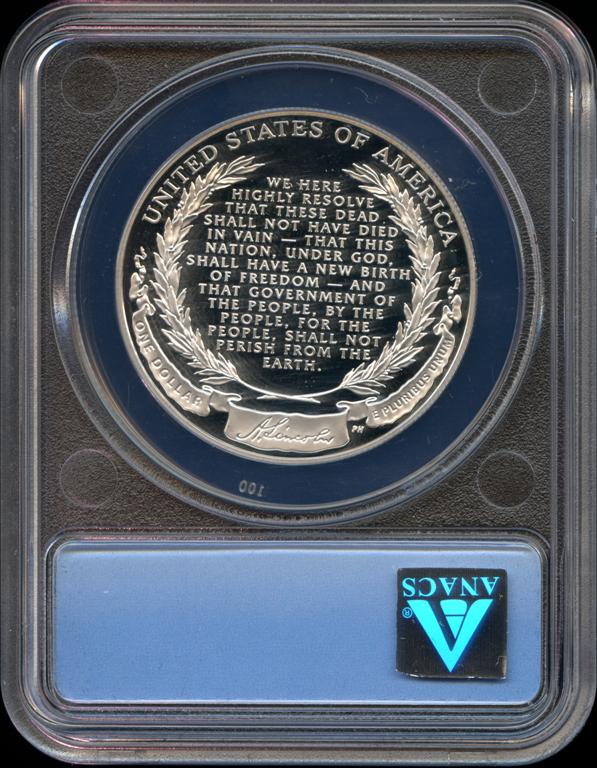 UNITED STATES OF AMERICA
WE HERE
HIGHLY RESOLVE
THAT THESE DEAD
SHALL NOT HAVE DIED
IN VAIN — THAT THIS
NATION, UNDER GOD,
SHALL HAVE A NEW BIRTH
OF FREEDOM — AND
THAT GOVERNMENT OF
THE PEOPLE, BY THE
PEOPLE, FOR THE
PEOPLE, SHALL NOT
PERISH FROM THE
EARTH.
ONE DOLLAR
A. Lincoln
PH
E PLURIBUS UNUM
100
ANACS
®